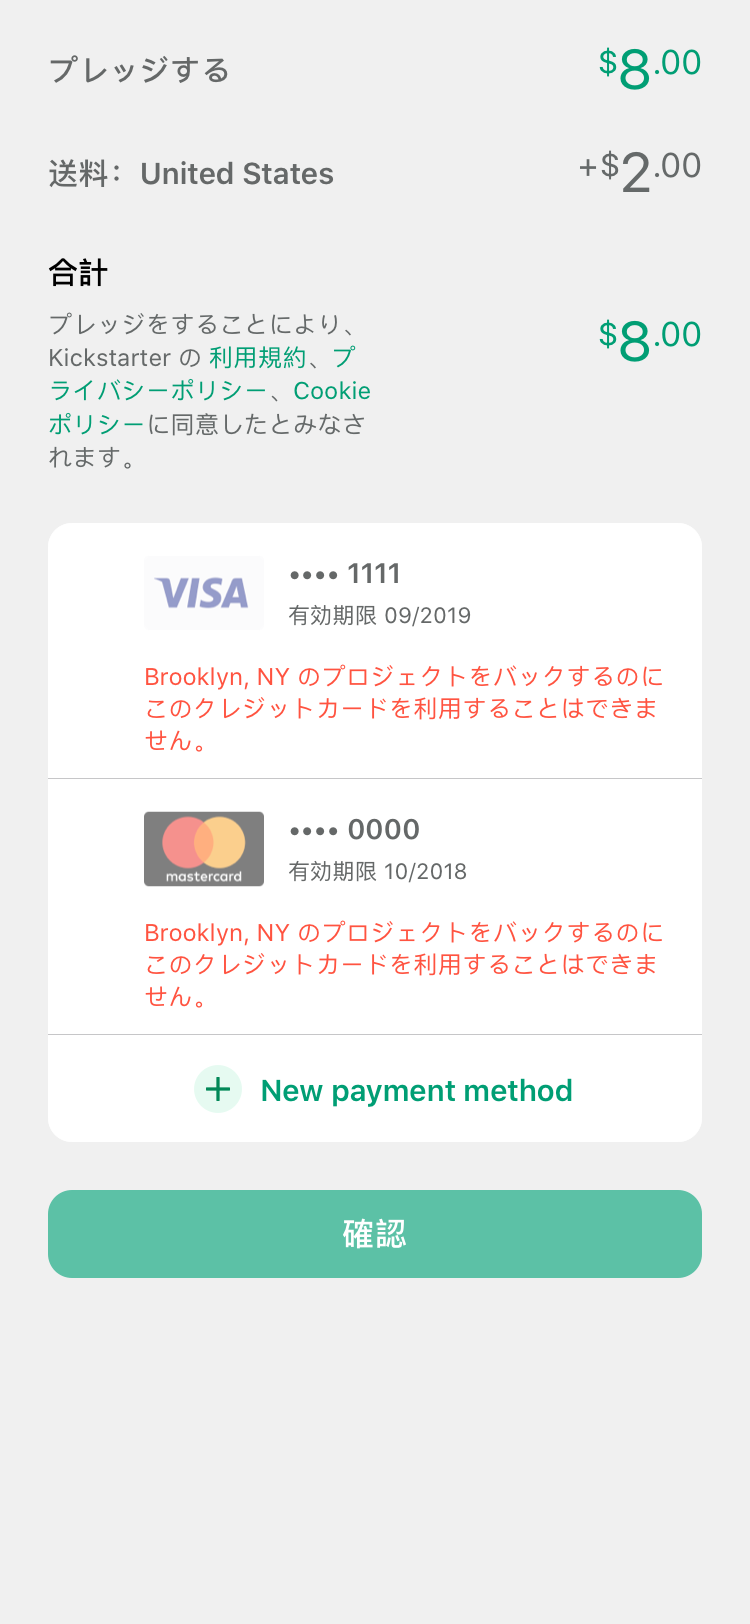 プレッジする $8.00
送料： United States +$2.00
合計
プレッジをすることにより、
Kickstarter の 利用規約、プ
ライバシーポリシー、Cookie
ポリシーに同意したとみなさ
れます。
$8.00
VISA
•••• 1111
有効期限 09/2019
Brooklyn, NY のプロジェクトをバックするのに
このクレジットカードを利用することはできま
せん。
mastercard
•••• 0000
有効期限 10/2018
Brooklyn, NY のプロジェクトをバックするのに
このクレジットカードを利用することはできま
せん。
+ New payment method
確認